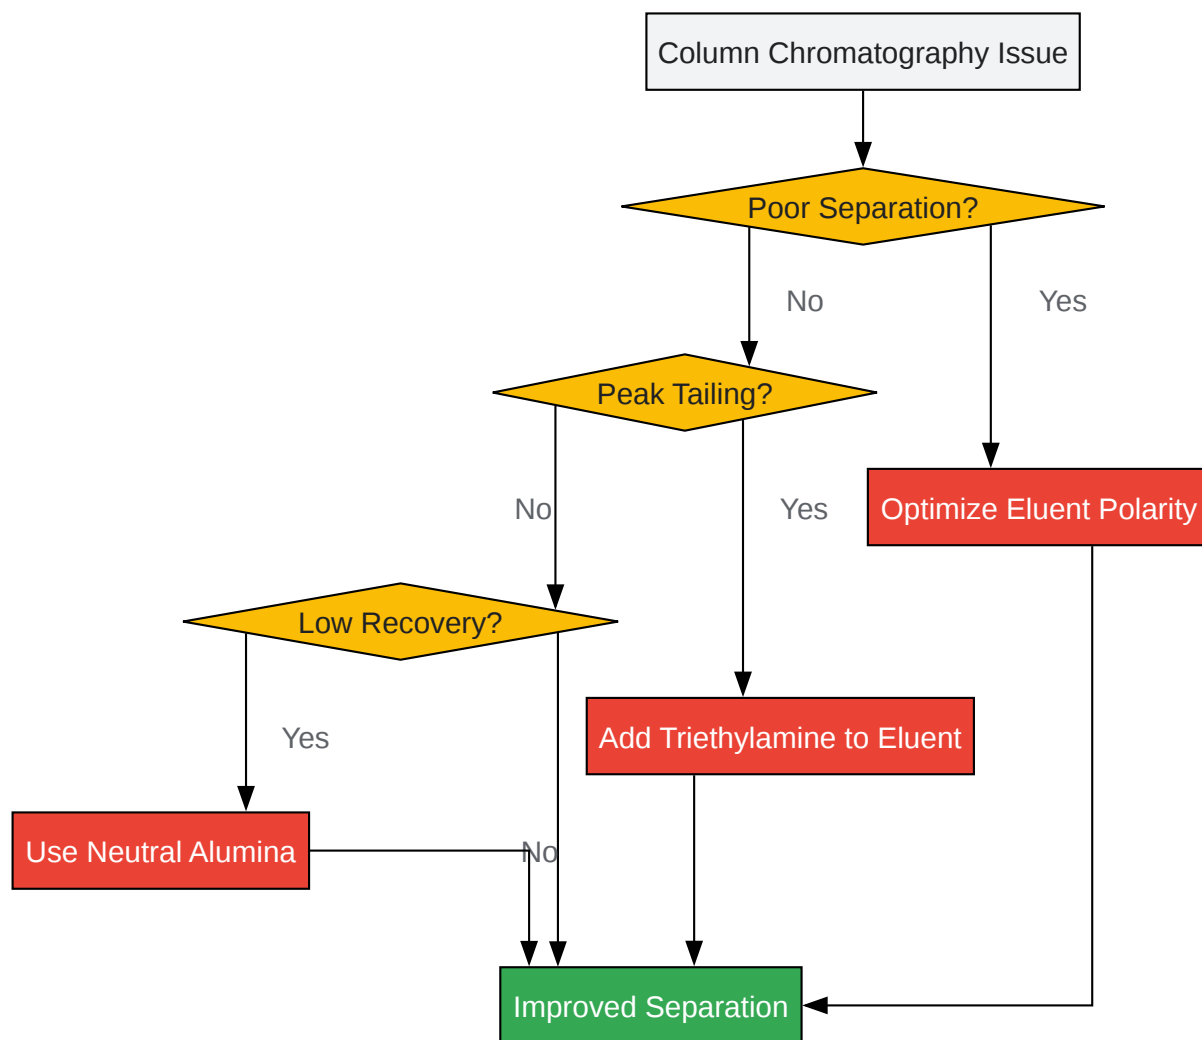 Column Chromatography Issue
Poor Separation?
No
Yes
Peak Tailing?
No
Yes
Optimize Eluent Polarity
Low Recovery?
Yes
Add Triethylamine to Eluent
Use Neutral Alumina
No
Improved Separation